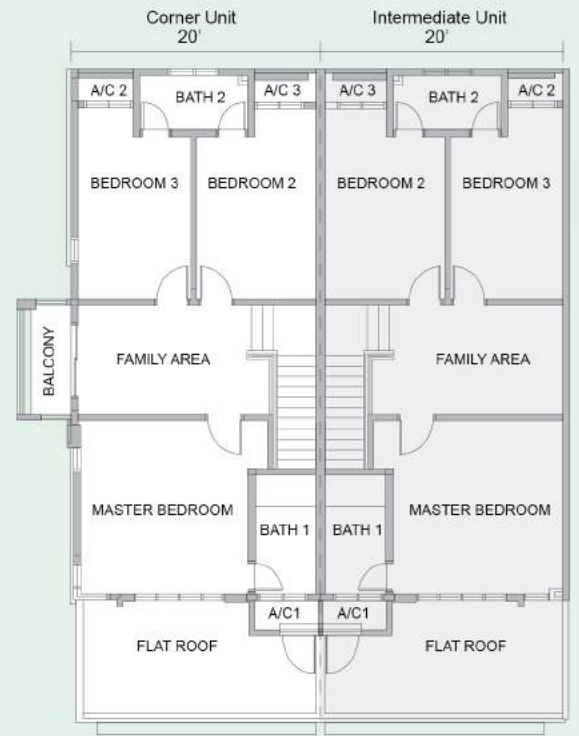 Corner Unit
20'
Intermediate Unit
20'
A/C 2
BATH 2
A/C 3
A/C 3
BATH 2
A/C 2
BEDROOM 3
BEDROOM 2
BEDROOM 2
BEDROOM 3
BALCONY
FAMILY AREA
FAMILY AREA
MASTER BEDROOM
BATH 1
BATH 1
MASTER BEDROOM
A/C1
A/C1
FLAT ROOF
FLAT ROOF